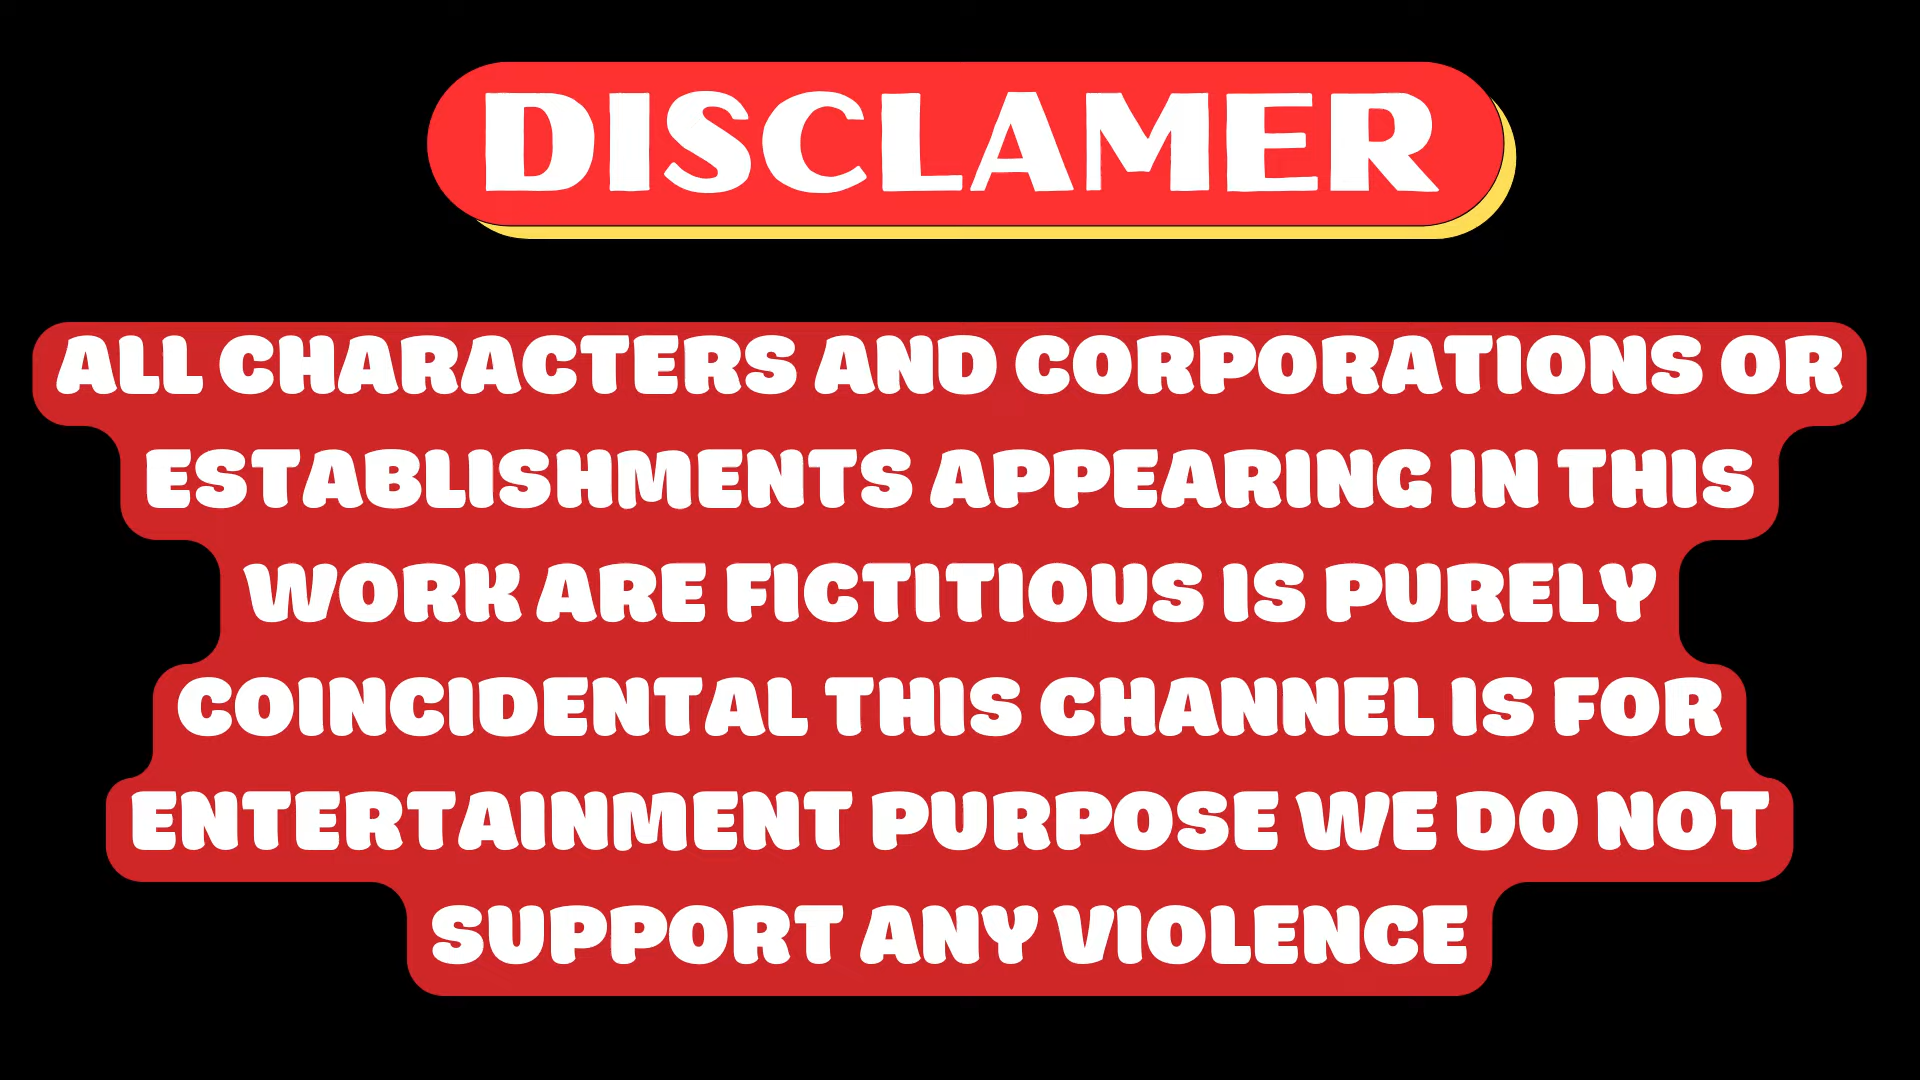 DISCLAMER
ALL CHARACTERS AND CORPORATIONS OR
ESTABLISHMENTS APPEARING IN THIS
WORK ARE FICTITIOUS IS PURELY
COINCIDENTAL THIS CHANNEL IS FOR
ENTERTAINMENT PURPOSE WE DO NOT
SUPPORT ANY VIOLENCE